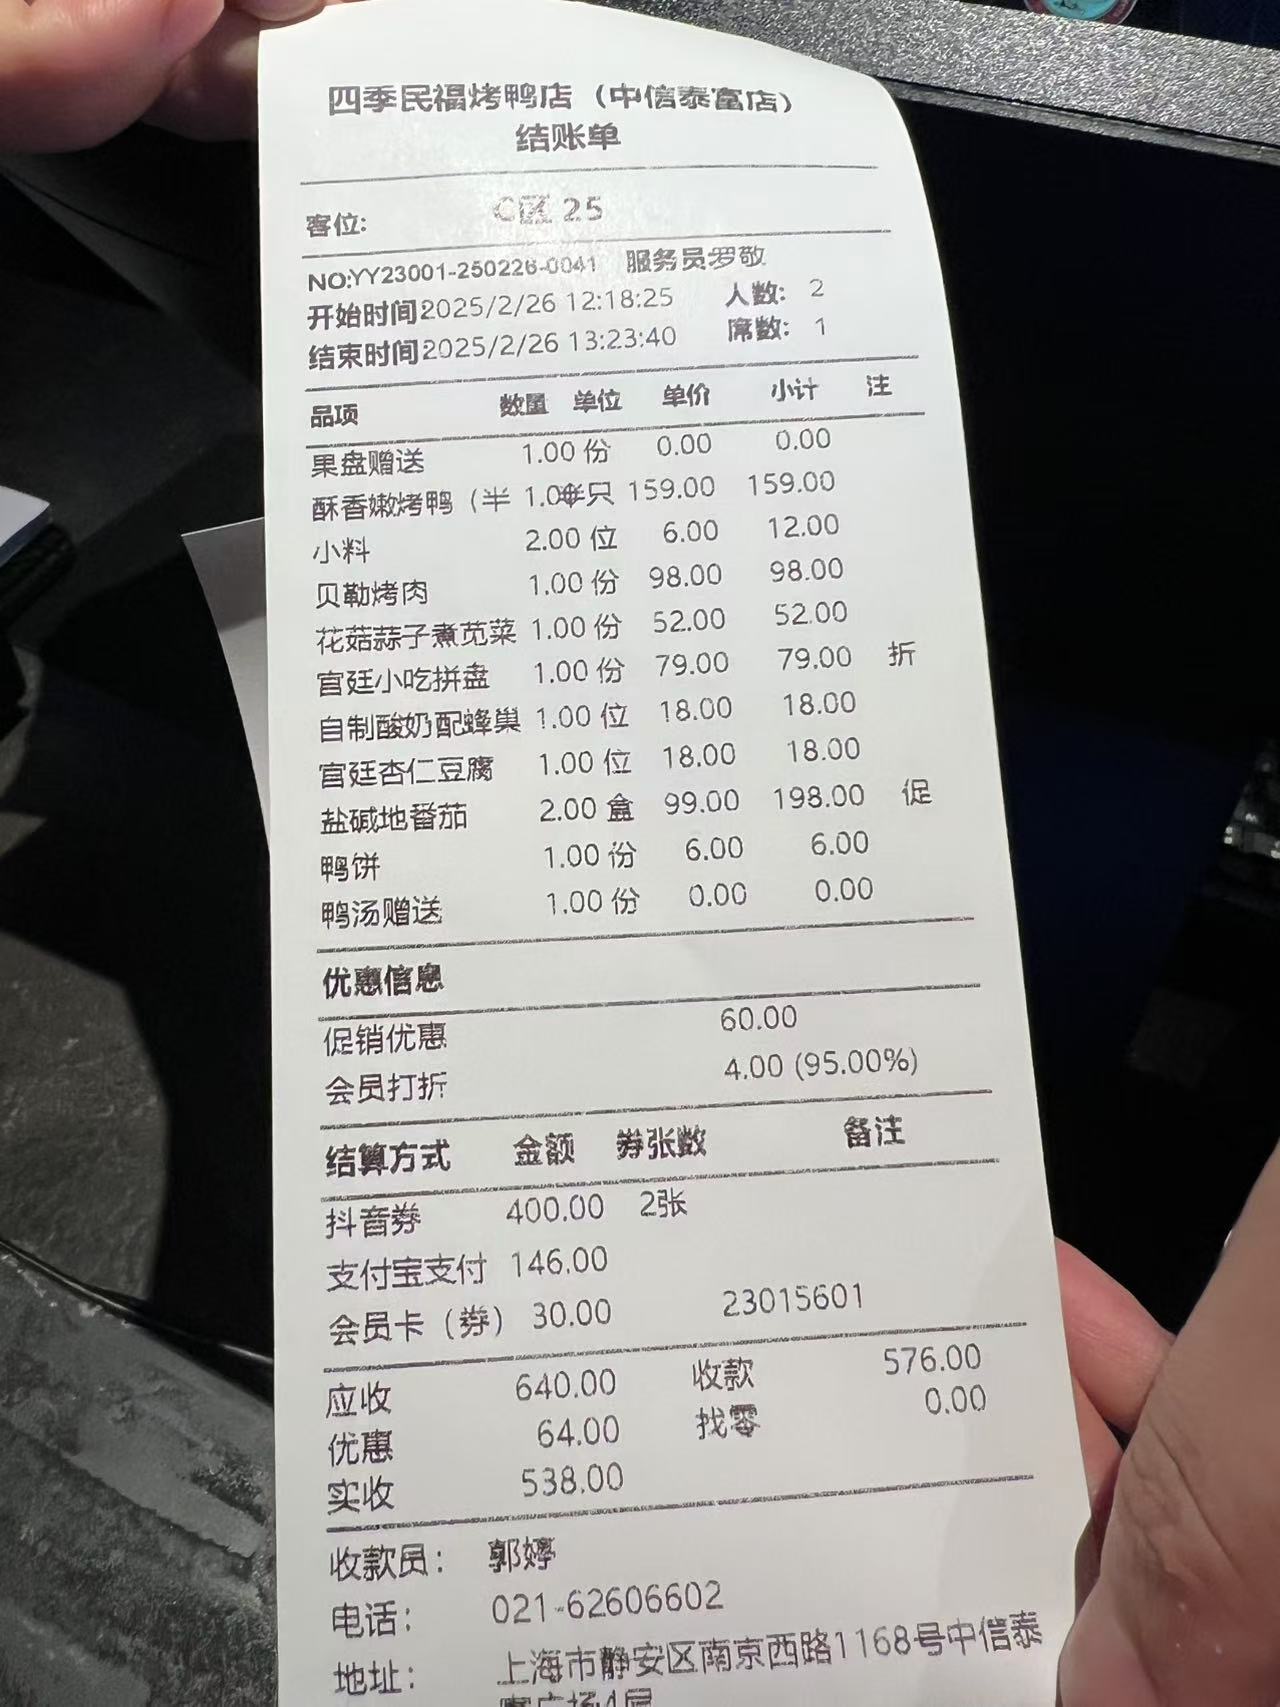 四季民福烤鸭店（中信泰富店）
结账单
客位: C区 25
NO:YY23001-250226-0041 服务员罗敬
开始时间2025/2/26 12:18:25 人数: 2
结束时间2025/2/26 13:23:40 席数: 1
品项 数量 单位 单价 小计 注
果盘赠送 1.00 份 0.00 0.00
酥香嫩烤鸭（半 1.00半只 159.00 159.00
小料 2.00 位 6.00 12.00
贝勒烤肉 1.00 份 98.00 98.00
花菇蒜子煮苋菜 1.00 份 52.00 52.00
宫廷小吃拼盘 1.00 份 79.00 79.00 折
自制酸奶配蜂巢 1.00 位 18.00 18.00
宫廷杏仁豆腐 1.00 位 18.00 18.00
盐碱地番茄 2.00 盒 99.00 198.00 促
鸭饼 1.00 份 6.00 6.00
鸭汤赠送 1.00 份 0.00 0.00
优惠信息
促销优惠 60.00
会员打折 4.00 (95.00%)
结算方式 金额 券张数 备注
抖音券 400.00 2张
支付宝支付 146.00
会员卡（券） 30.00 23015601
应收 640.00 收款 576.00
优惠 64.00 找零 0.00
实收 538.00
收款员: 郭婷
电话: 021-62606602
地址: 上海市静安区南京西路1168号中信泰
富广场4层